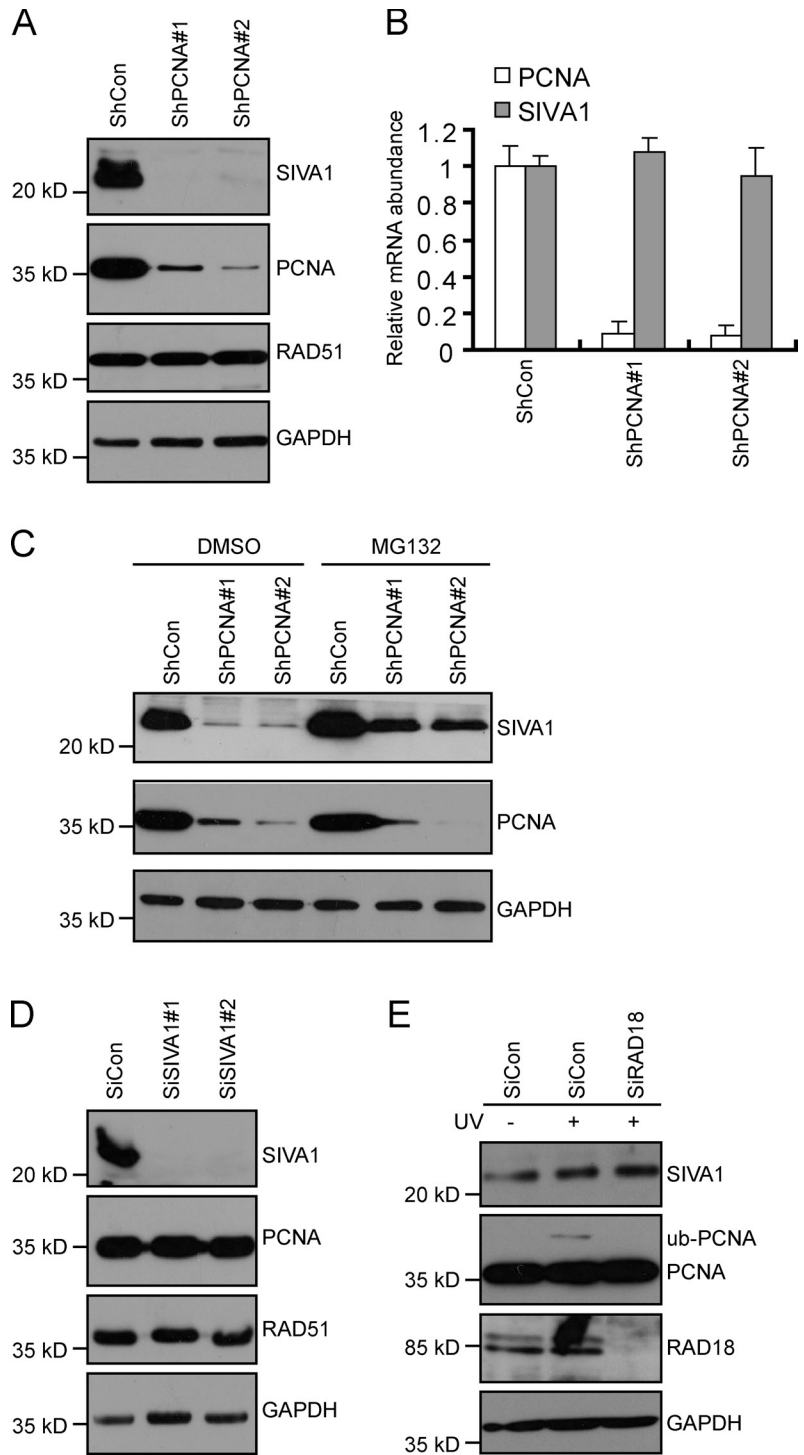 A
ShCon
ShPCNA#1
ShPCNA#2
SIVA1
20 kD
PCNA
35 kD
RAD51
35 kD
GAPDH
35 kD
B
PCNA
SIVA1
Relative mRNA abundance
1.2
1
0.8
0.6
0.4
0.2
0
ShCon
ShPCNA#1
ShPCNA#2
C
DMSO
MG132
ShCon
ShPCNA#1
ShPCNA#2
ShCon
ShPCNA#1
ShPCNA#2
SIVA1
20 kD
PCNA
35 kD
GAPDH
35 kD
D
SiCon
SiSIVA1#1
SiSIVA1#2
SIVA1
20 kD
PCNA
35 kD
RAD51
35 kD
GAPDH
35 kD
E
SiCon
SiCon
SiRAD18
UV - + +
SIVA1
20 kD
ub-PCNA
PCNA
35 kD
85 kD
RAD18
GAPDH
35 kD